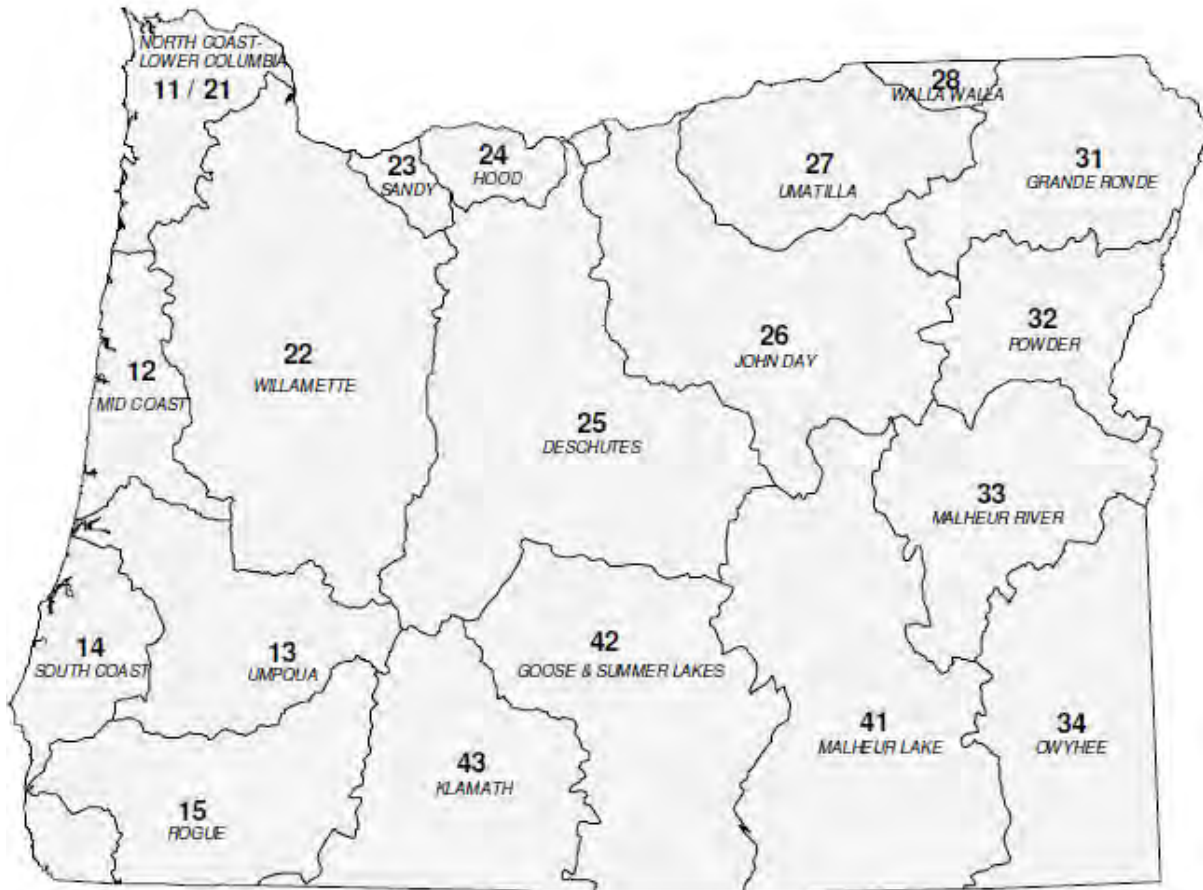 NORTH COAST-
LOWER COLUMBIA
11 / 21
28
WALLA WALLA
23
SANDY
24
HOOD
27
UMATILLA
31
GRANDE RONDE
12
MID COAST
22
WILLAMETTE
26
JOHN DAY
32
POWDER
25
DESCHUTES
33
MALHEUR RIVER
14
SOUTH COAST
13
UMPQUA
42
GOOSE & SUMMER LAKES
41
MALHEUR LAKE
34
OWYHEE
43
KLAMATH
15
ROGUE